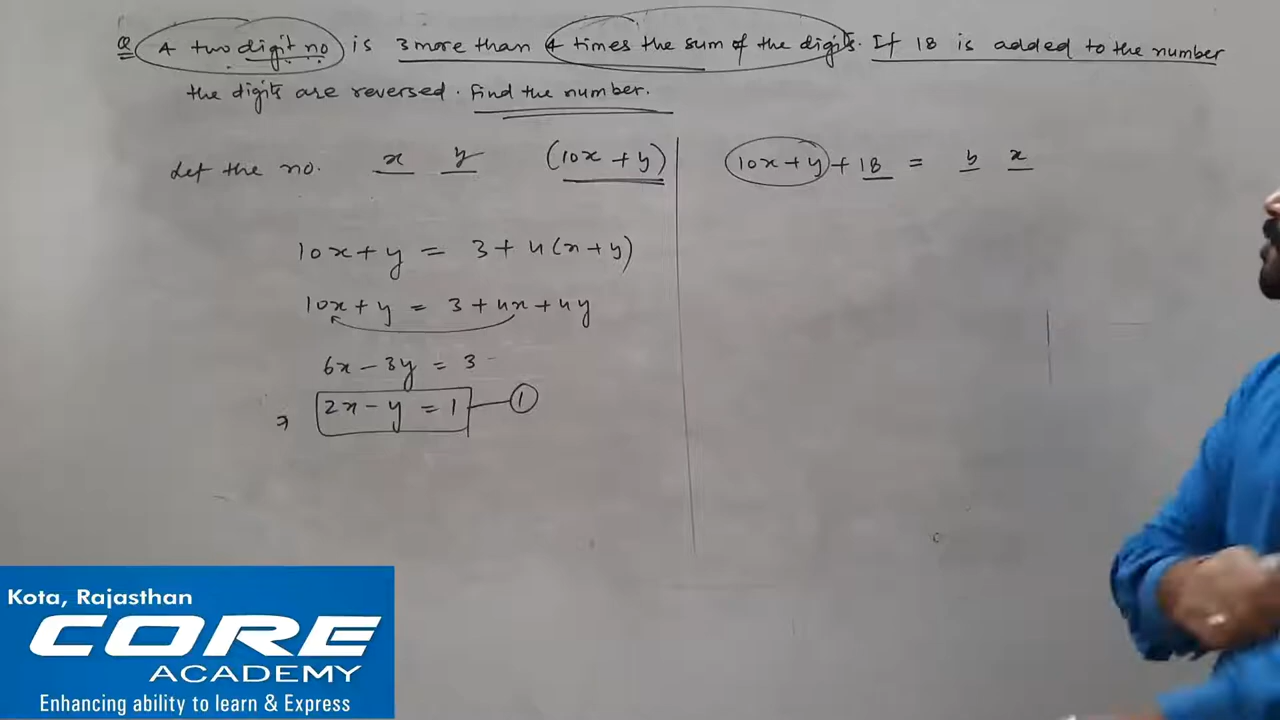 Q A two digit no is 3 more than 4 times the sum of the digits. If 18 is added to the number
the digits are reversed. Find the number.
Let the no. x y (10x + y)
10x + y = 3 + 4(x + y)
10x + y = 3 + 4x + 4y
6x - 3y = 3
⇒ 2x - y = 1 — ①
10x + y + 18 = y x
Kota, Rajasthan
CORE
ACADEMY
Enhancing ability to learn & Express